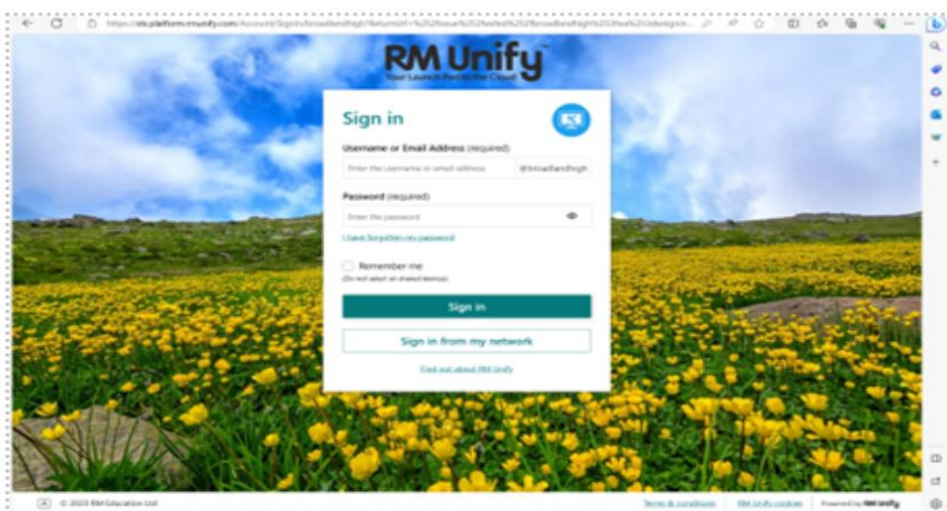 RM Unify
Your Launch Pad to the Cloud
Sign in
Username or Email Address (required)
Enter the username or email address @broadlandhigh
Password (required)
Enter the password
I have forgotten my password
Remember me
(Do not select on shared devices)
Sign in
Sign in from my network
Find out about RM Unify
© 2023 RM Education Ltd
Terms & conditions
RM Unify cookies
Powered by RM Unify